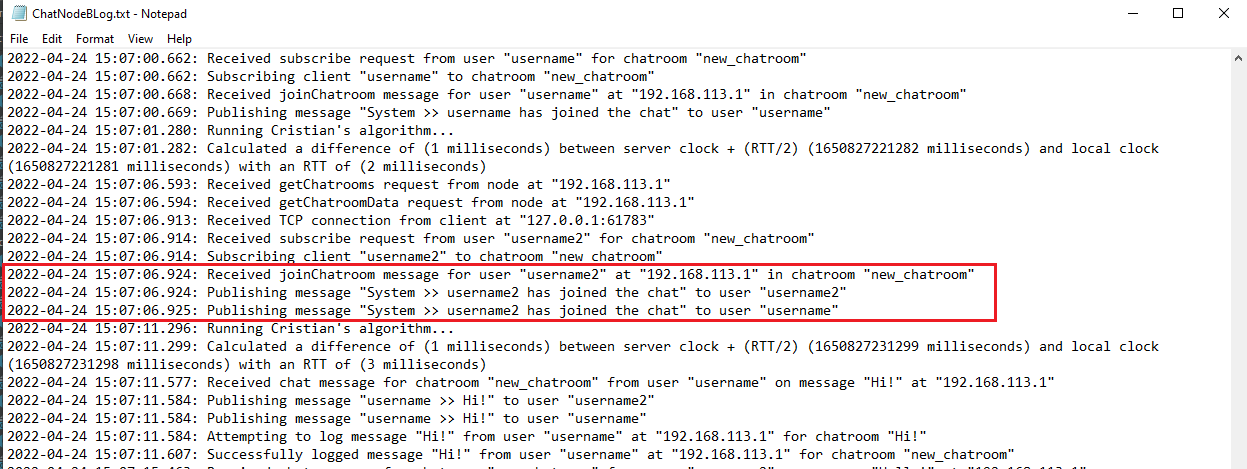 ChatNodeBLog.txt - Notepad
File Edit Format View Help
2022-04-24 15:07:00.662: Received subscribe request from user "username" for chatroom "new_chatroom"
2022-04-24 15:07:00.662: Subscribing client "username" to chatroom "new_chatroom"
2022-04-24 15:07:00.668: Received joinChatroom message for user "username" at "192.168.113.1" in chatroom "new_chatroom"
2022-04-24 15:07:00.669: Publishing message "System >> username has joined the chat" to user "username"
2022-04-24 15:07:01.280: Running Cristian's algorithm...
2022-04-24 15:07:01.282: Calculated a difference of (1 milliseconds) between server clock + (RTT/2) (1650827221282 milliseconds) and local clock
(1650827221281 milliseconds) with an RTT of (2 milliseconds)
2022-04-24 15:07:06.593: Received getChatrooms request from node at "192.168.113.1"
2022-04-24 15:07:06.594: Received getChatroomData request from node at "192.168.113.1"
2022-04-24 15:07:06.913: Received TCP connection from client at "127.0.0.1:61783"
2022-04-24 15:07:06.914: Received subscribe request from user "username2" for chatroom "new_chatroom"
2022-04-24 15:07:06.914: Subscribing client "username2" to chatroom "new_chatroom"
2022-04-24 15:07:06.924: Received joinChatroom message for user "username2" at "192.168.113.1" in chatroom "new_chatroom"
2022-04-24 15:07:06.924: Publishing message "System >> username2 has joined the chat" to user "username2"
2022-04-24 15:07:06.925: Publishing message "System >> username2 has joined the chat" to user "username"
2022-04-24 15:07:11.296: Running Cristian's algorithm...
2022-04-24 15:07:11.299: Calculated a difference of (1 milliseconds) between server clock + (RTT/2) (1650827231299 milliseconds) and local clock
(1650827231298 milliseconds) with an RTT of (3 milliseconds)
2022-04-24 15:07:11.577: Received chat message for chatroom "new_chatroom" from user "username" on message "Hi!" at "192.168.113.1"
2022-04-24 15:07:11.584: Publishing message "username >> Hi!" to user "username2"
2022-04-24 15:07:11.584: Publishing message "username >> Hi!" to user "username"
2022-04-24 15:07:11.584: Attempting to log message "Hi!" from user "username" at "192.168.113.1" for chatroom "Hi!"
2022-04-24 15:07:11.607: Successfully logged message "Hi!" from user "username" at "192.168.113.1" for chatroom "new_chatroom"